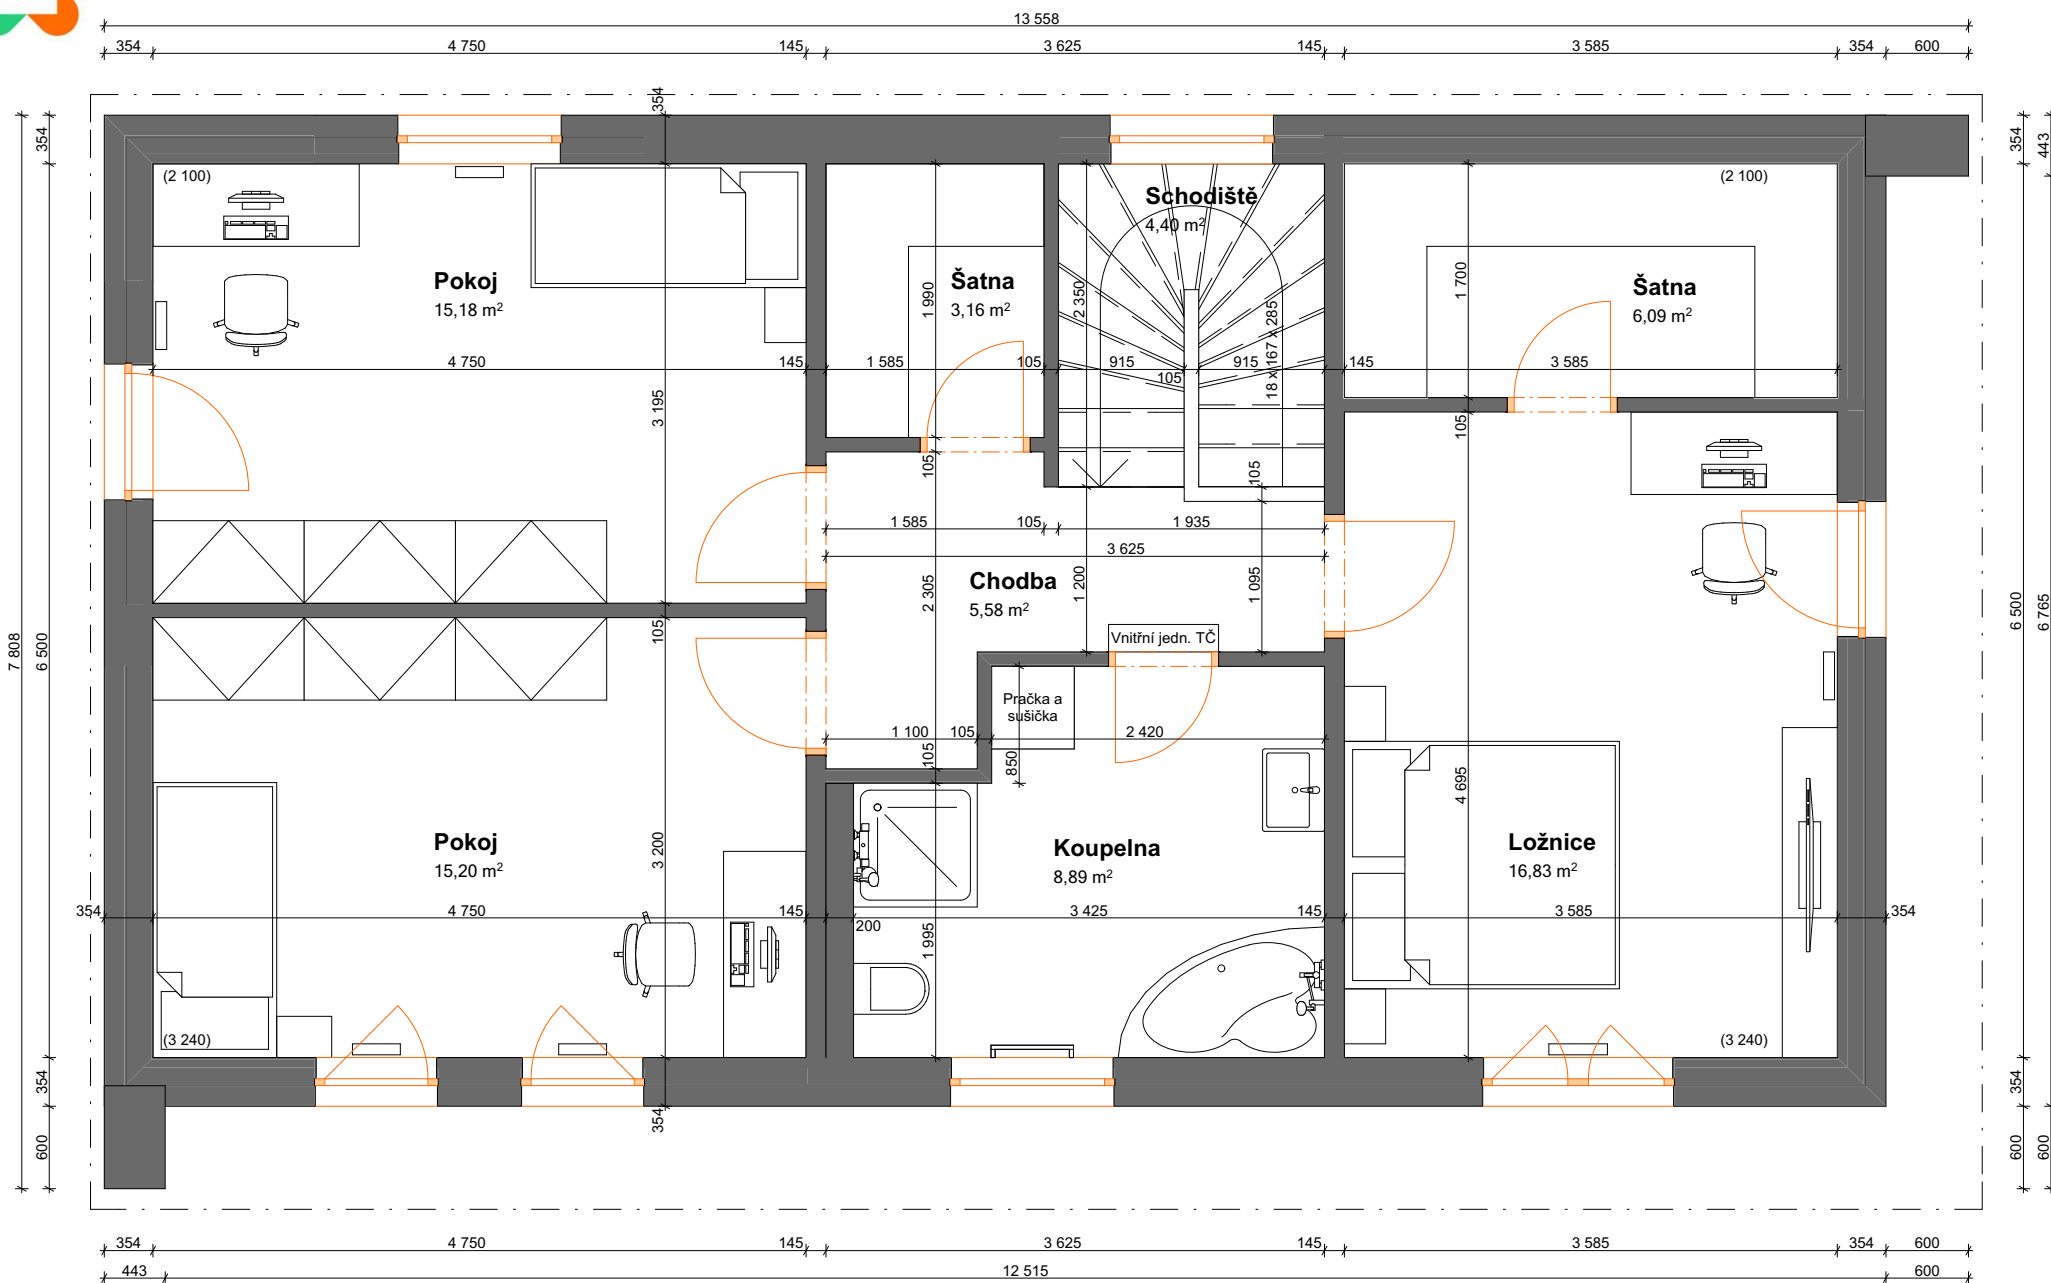 13 558
354 4 750 145 3 625 145 3 585 354 600
354
354
354
443
(2 100)
(2 100)
Schodiště
4,40 m²
Pokoj
15,18 m²
Šatna
3,16 m²
Šatna
6,09 m²
1 990
2 350
18 x 167 x 285
1 700
4 750 145 1 585 105 915 915 145 3 585
105
3 195
105
105
105
1 585 105 1 935
3 625
Chodba
5,58 m²
2 305
1 200
1 095
7 808
6 500
6 500
6 765
105
Vnitřní jedn. TČ
Pračka a
sušička
1 100 105 2 420
105
850
4 695
Pokoj
15,20 m²
3 200
Koupelna
8,89 m²
Ložnice
16,83 m²
354 4 750 145 3 425 145 3 585 354
200
1 995
(3 240)
(3 240)
354
354
354
600
600
600
354 4 750 145 3 625 145 3 585 354 600
443 12 515 600